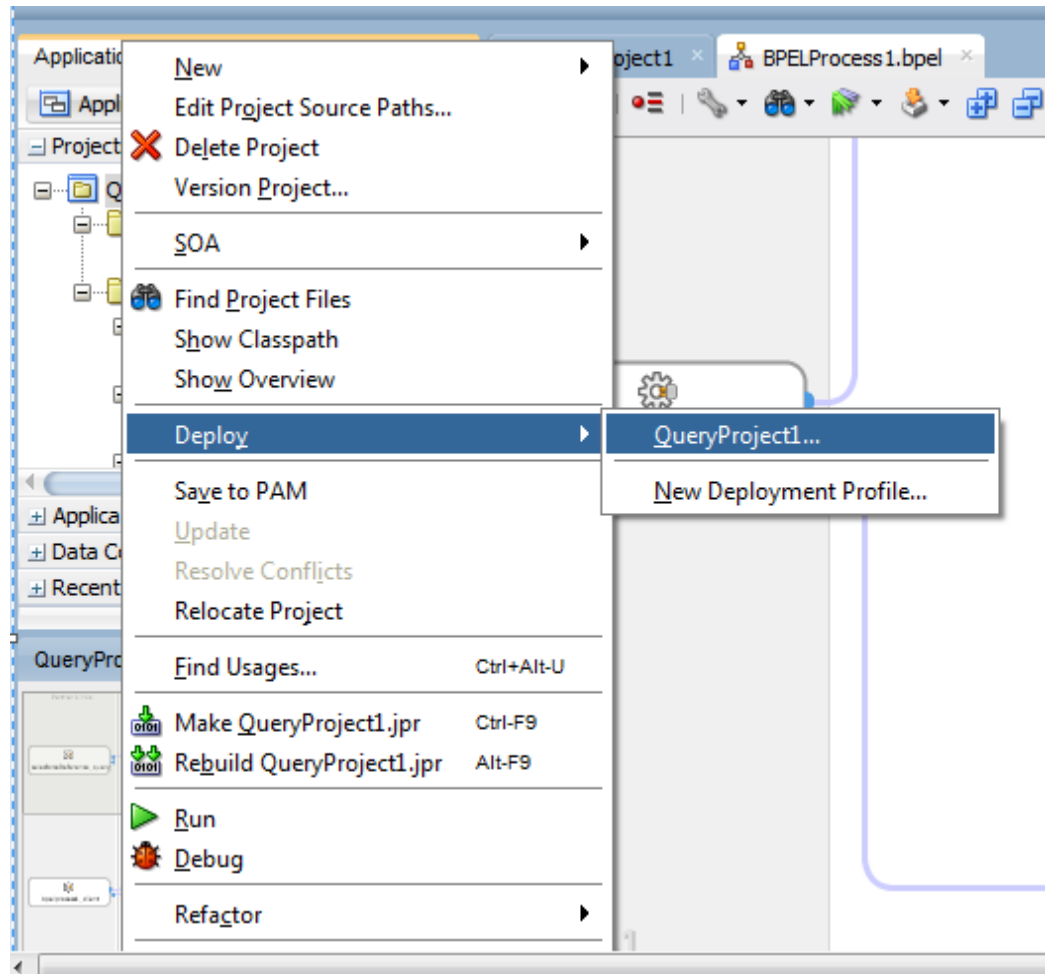 Applicatio
oject1
BPELProcess1.bpel
Appl
Project
Q
New
Edit Project Source Paths...
Delete Project
Version Project...
SOA
Find Project Files
Show Classpath
Show Overview
Deploy
QueryProject1...
New Deployment Profile...
Save to PAM
Update
Resolve Conflicts
Relocate Project
Find Usages... Ctrl+Alt-U
Make QueryProject1.jpr Ctrl-F9
Rebuild QueryProject1.jpr Alt-F9
Run
Debug
Refactor
Applica
Data Co
Recent
QueryPro